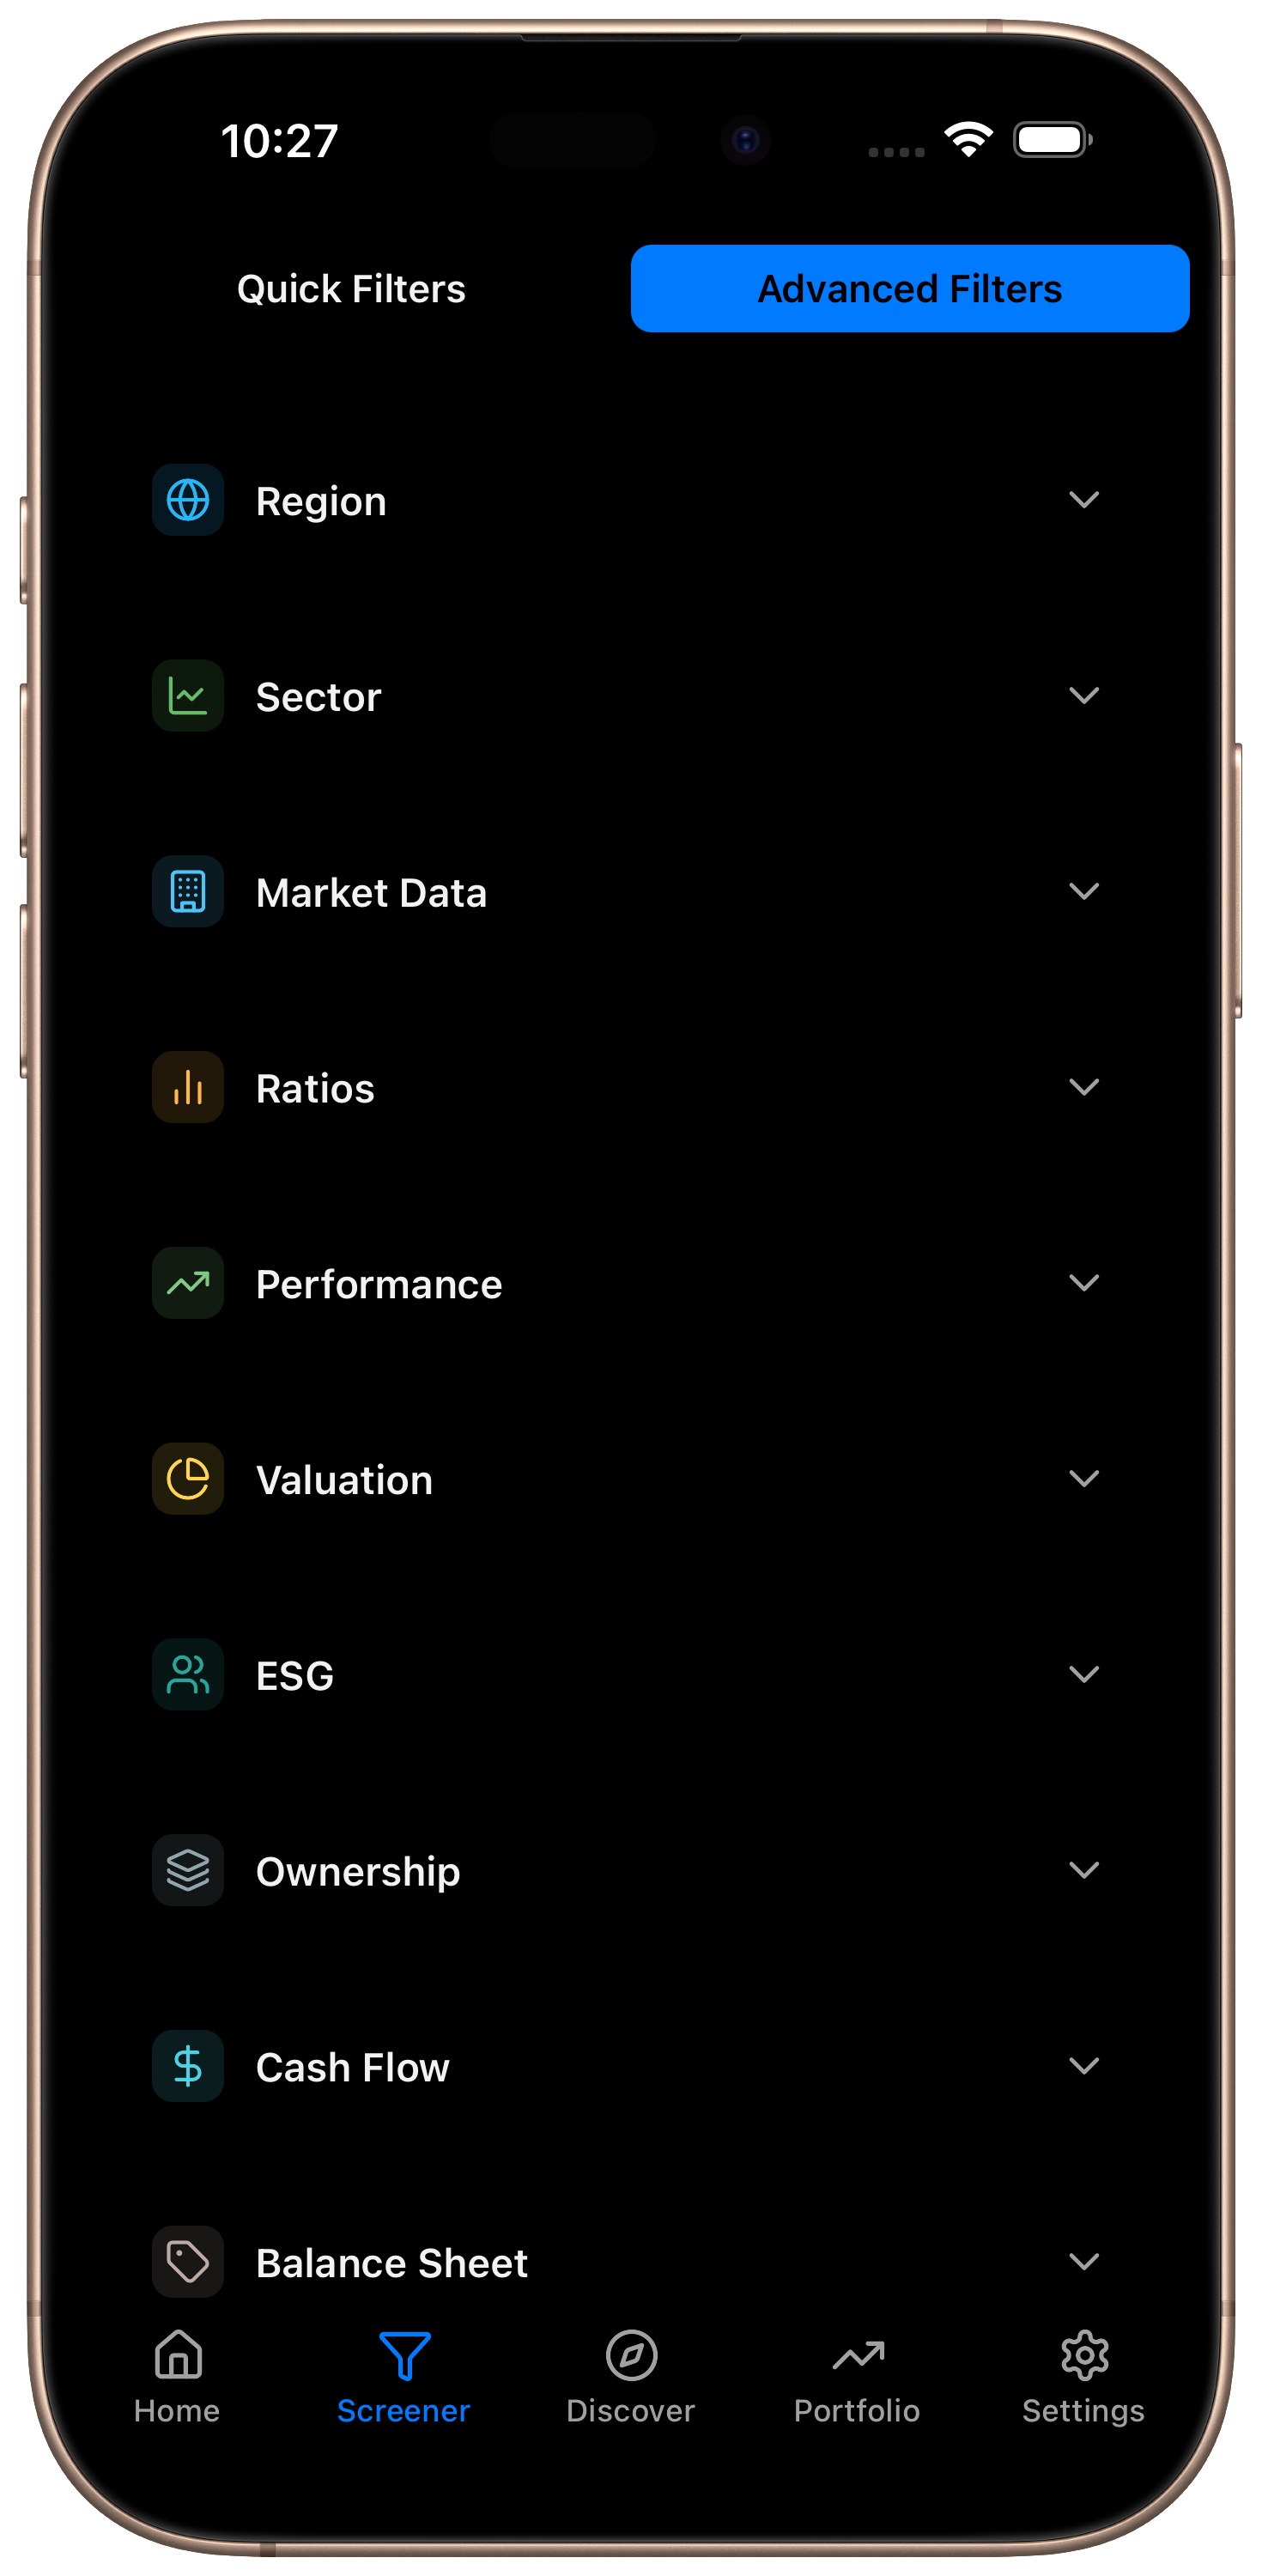 10:27
Quick Filters
Advanced Filters
Region
Sector
Market Data
Ratios
Performance
Valuation
ESG
Ownership
Cash Flow
Balance Sheet
Home
Screener
Discover
Portfolio
Settings